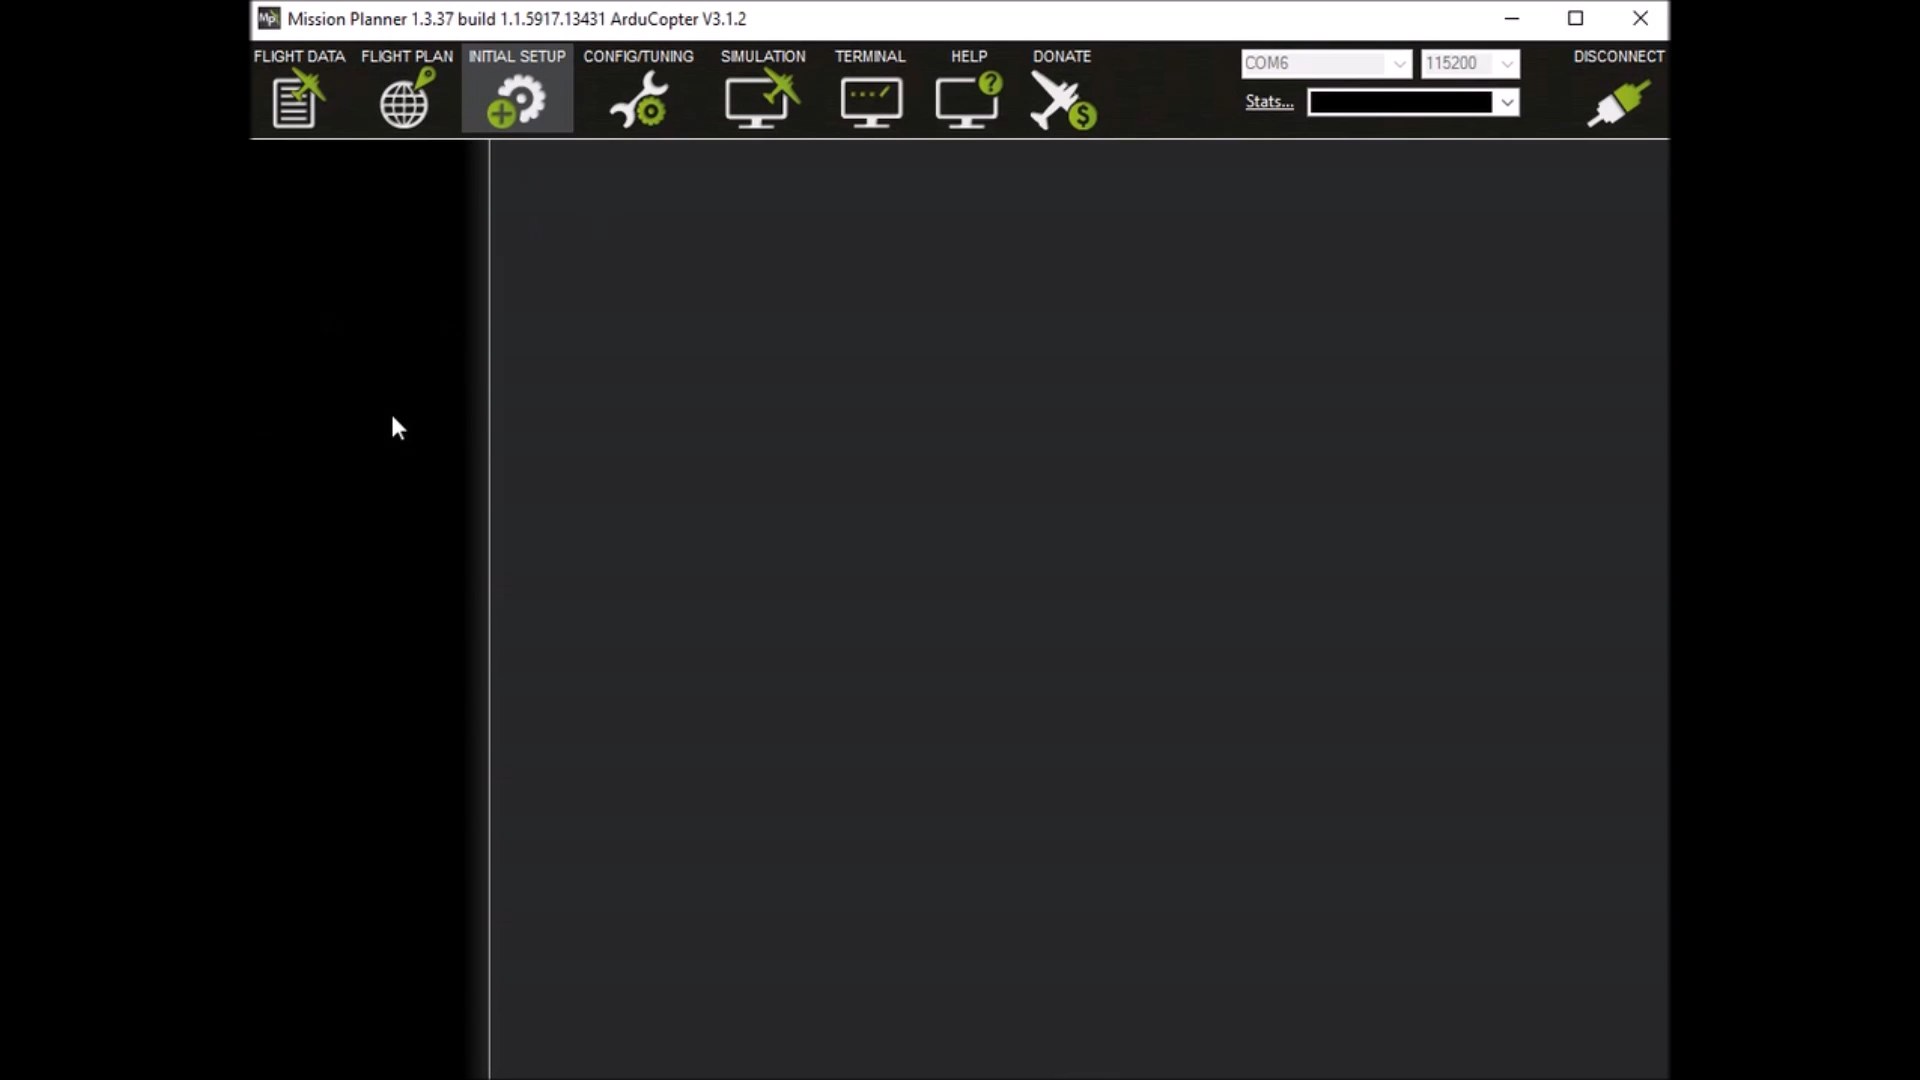 Mission Planner 1.3.37 build 1.1.5917.13431 ArduCopter V3.1.2
FLIGHT DATA FLIGHT PLAN INITIAL SETUP CONFIG/TUNING SIMULATION TERMINAL HELP DONATE COM6 115200 DISCONNECT
Stats...